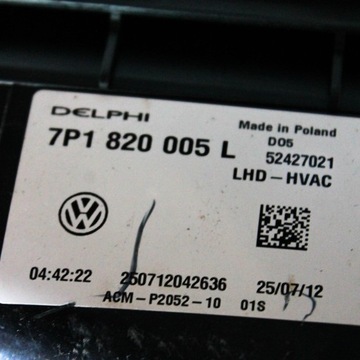 DELPHI
7P1 820 005 L
Made in Poland
D05
52427021
LHD-HVAC
04:42:22
250712042636
25/07/12
ACM-P2052-10
01S